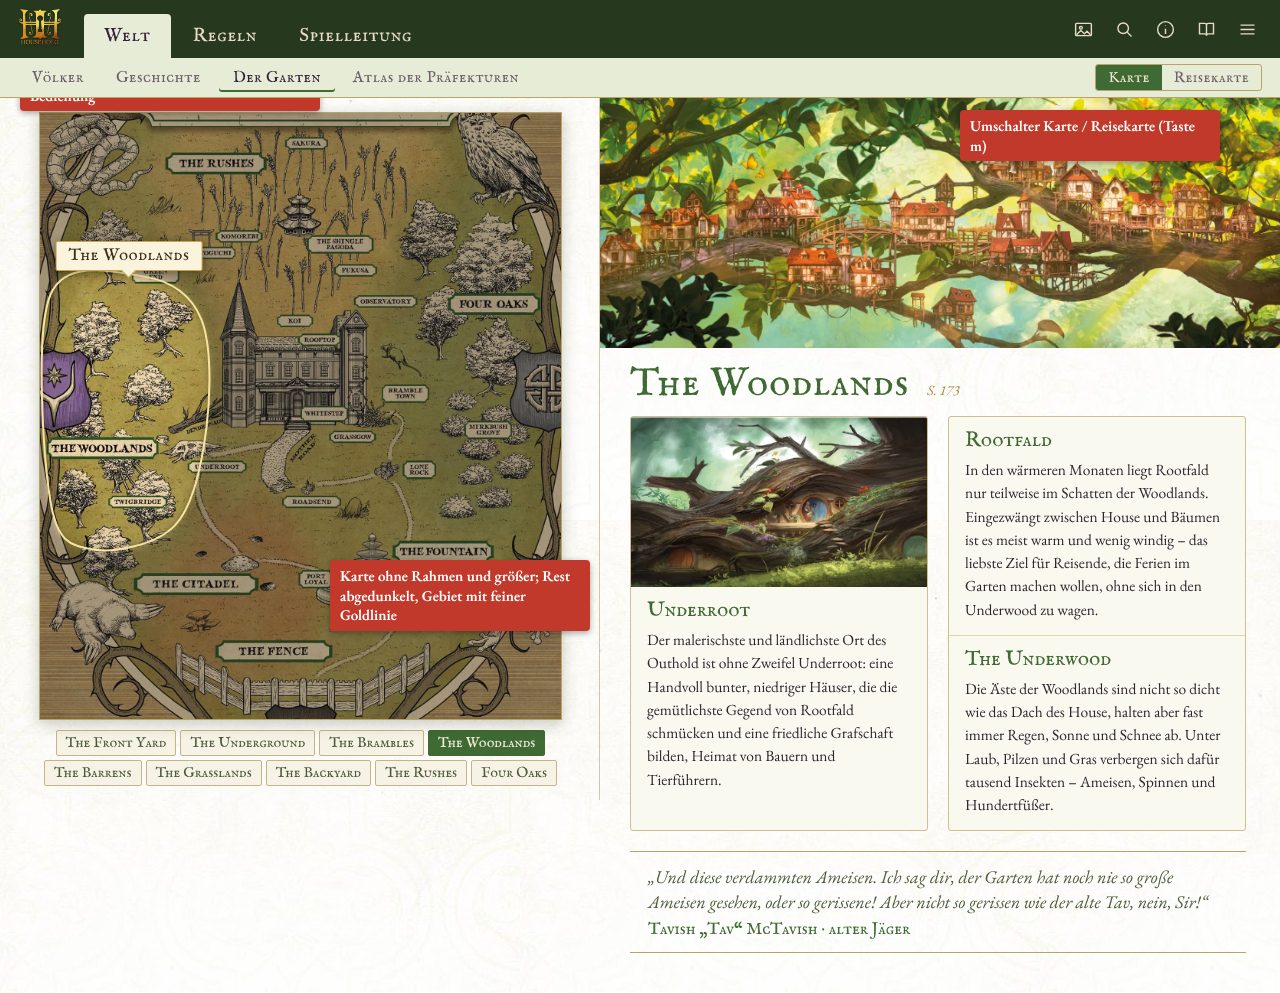 HOUSEHOLD
Welt
Regeln
Spielleitung
Völker
Geschichte
Der Garten
Atlas der Präfekturen
Karte
Reisekarte
Bedienung
Umschalter Karte / Reisekarte (Taste
m)
SAKURA
THE RUSHES
KOMOREBI
THE SHINGLE
PAGODA
The Woodlands
FUKUSA
OBSERVATORY
FOUR OAKS
KOI
ROOFTOP
BRAMBLE
TOWN
WHITESTEP
MERKBUSH
GROVE
GRASSGOW
THE WOODLANDS
UNDERROOT
LONE
ROCK
TWIGBRIDGE
ROADSEND
THE FOUNTAIN
THE CITADEL
PORT
LOYAL
Karte ohne Rahmen und größer; Rest
abgedunkelt, Gebiet mit feiner
Goldlinie
THE FENCE
The Front Yard
The Underground
The Brambles
The Woodlands
The Barrens
The Grasslands
The Backyard
The Rushes
Four Oaks
The Woodlands
S. 173
Underroot
Der malerischste und ländlichste Ort des
Outhold ist ohne Zweifel Underroot: eine
Handvoll bunter, niedriger Häuser, die die
gemütlichste Gegend von Rootfald
schmücken und eine friedliche Grafschaft
bilden, Heimat von Bauern und
Tierführern.
Rootfald
In den wärmeren Monaten liegt Rootfald
nur teilweise im Schatten der Woodlands.
Eingezwängt zwischen House und Bäumen
ist es meist warm und wenig windig – das
liebste Ziel für Reisende, die Ferien im
Garten machen wollen, ohne sich in den
Underwood zu wagen.
The Underwood
Die Äste der Woodlands sind nicht so dicht
wie das Dach des House, halten aber fast
immer Regen, Sonne und Schnee ab. Unter
Laub, Pilzen und Gras verbergen sich dafür
tausend Insekten – Ameisen, Spinnen und
Hundertfüßer.
„Und diese verdammten Ameisen. Ich sag dir, der Garten hat noch nie so große
Ameisen gesehen, oder so gerissene! Aber nicht so gerissen wie der alte Tav, nein, Sir!“
Tavish „Tav“ McTavish · alter Jäger